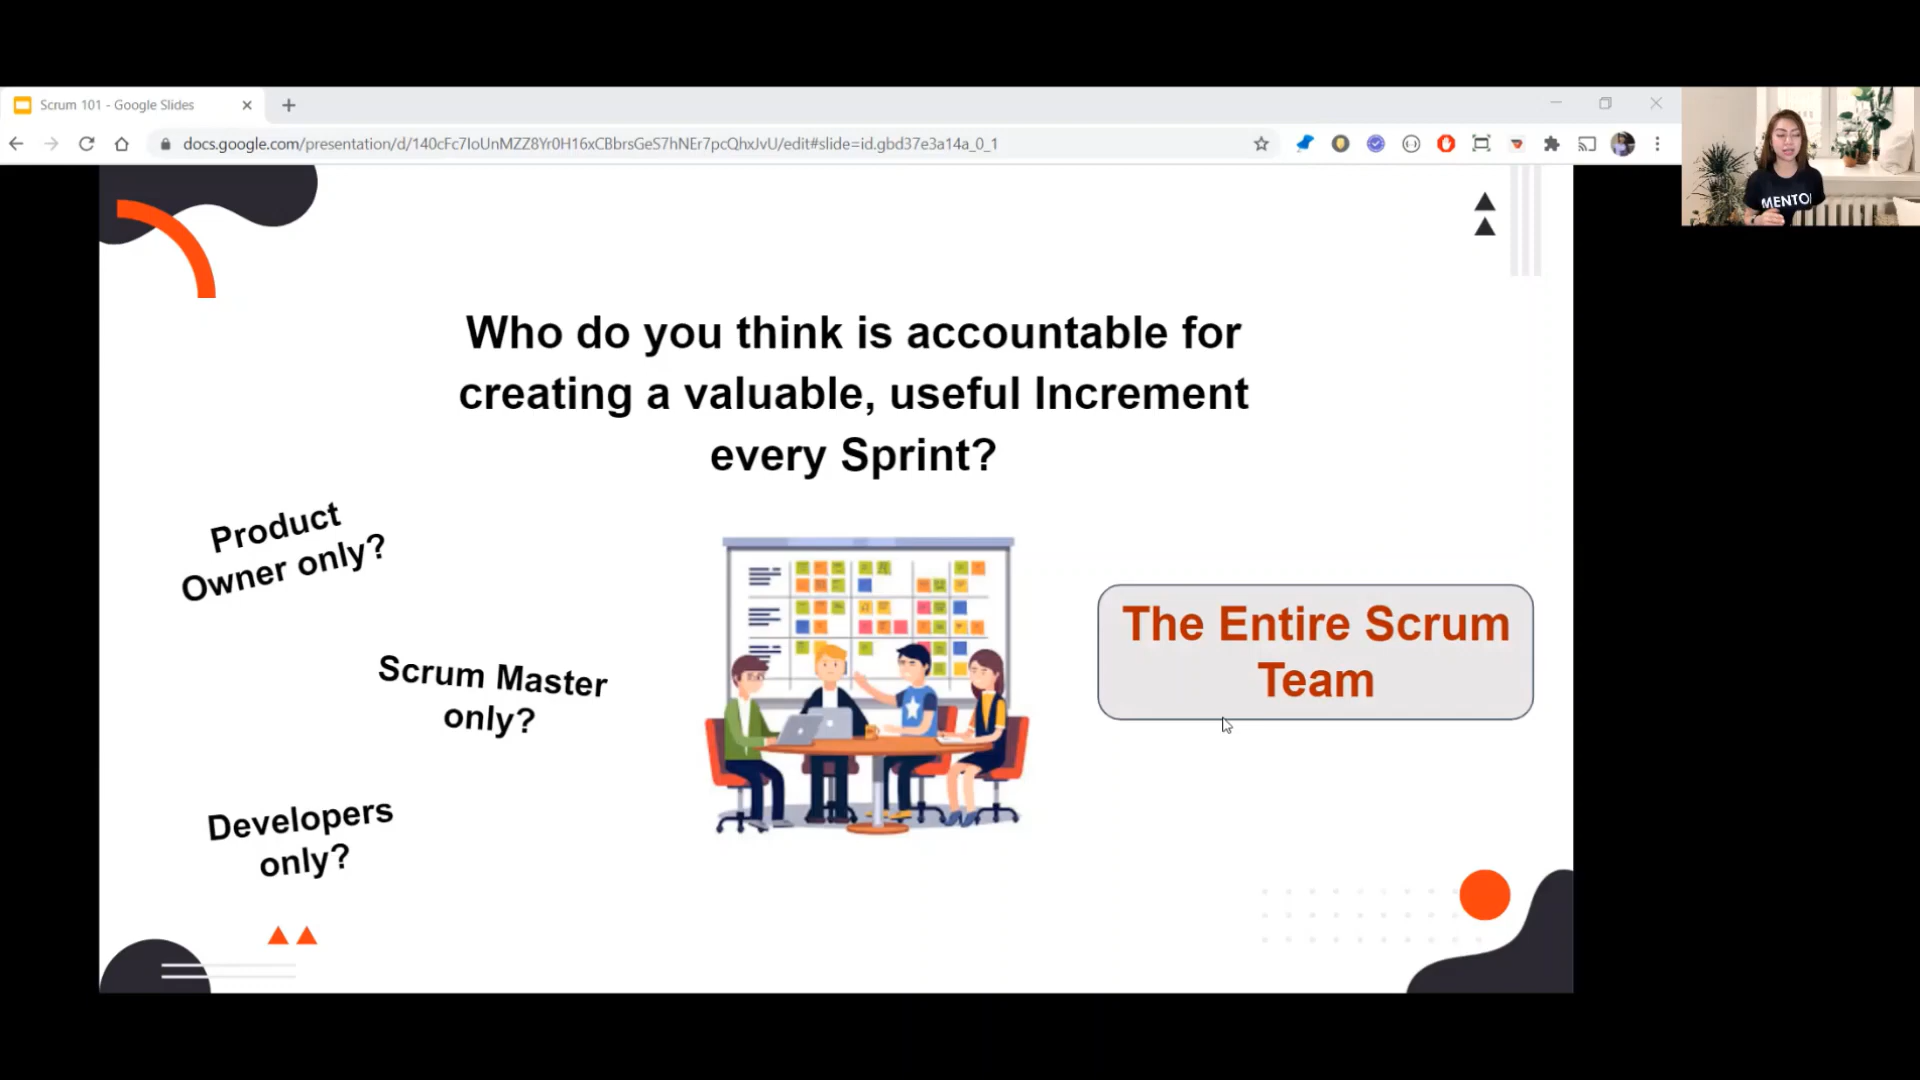 Scrum 101 - Google Slides
docs.google.com/presentation/d/140cFc7IoUnMZZ8Yr0H16xCBbrsGeS7hNEr7pcQhxJvU/edit#slide=id.gbd37e3a14a_0_1
MENTO
Who do you think is accountable for
creating a valuable, useful Increment
every Sprint?
Product
Owner only?
Scrum Master
only?
Developers
only?
The Entire Scrum
Team